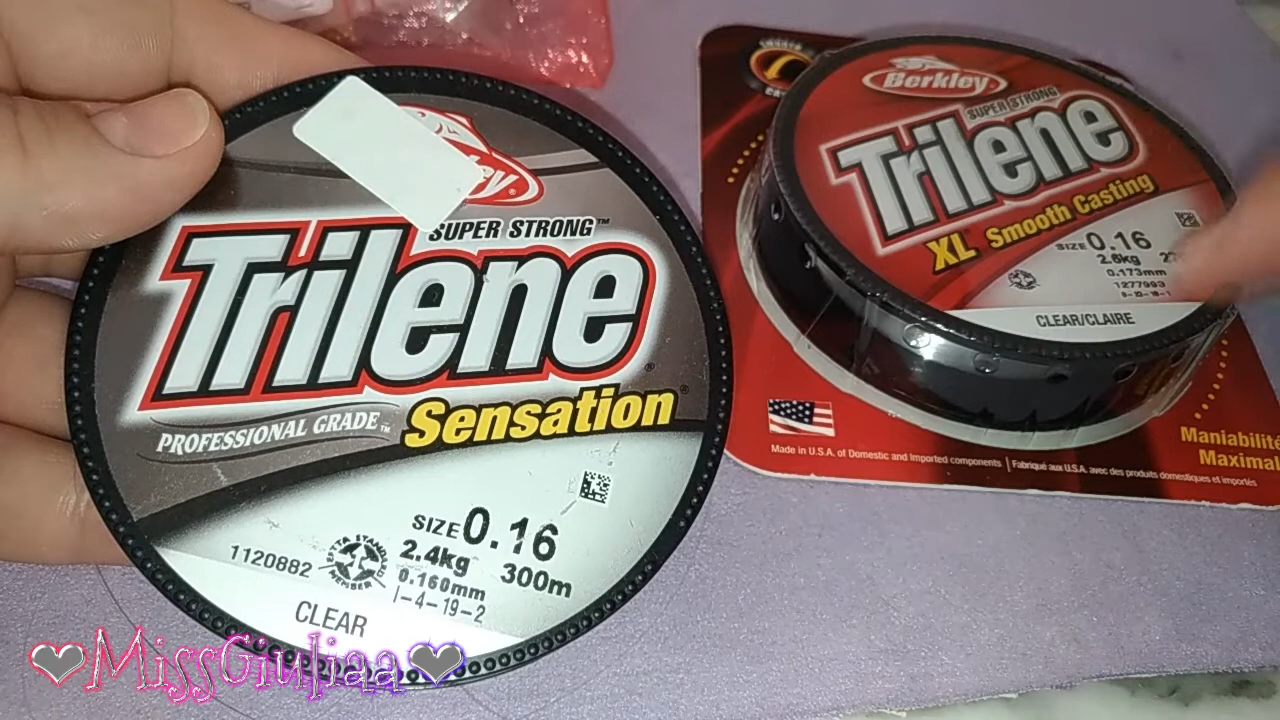 SUPER STRONG™
Trilene®
PROFESSIONAL GRADE™
Sensation®
SIZE 0.16
2.4kg 300m
0.160mm
1-4-19-2
1120882
CLEAR
Berkley
SUPER STRONG
Trilene
XL Smooth Casting
SIZE 0.16
2.6kg
0.173mm
1277993
CLEAR/CLAIRE
Made in U.S.A. of Domestic and Imported components | Fabriqué aux U.S.A. avec des produits domestiques et importés
Maniabilité
Maximal
❤MissGiuliaa❤